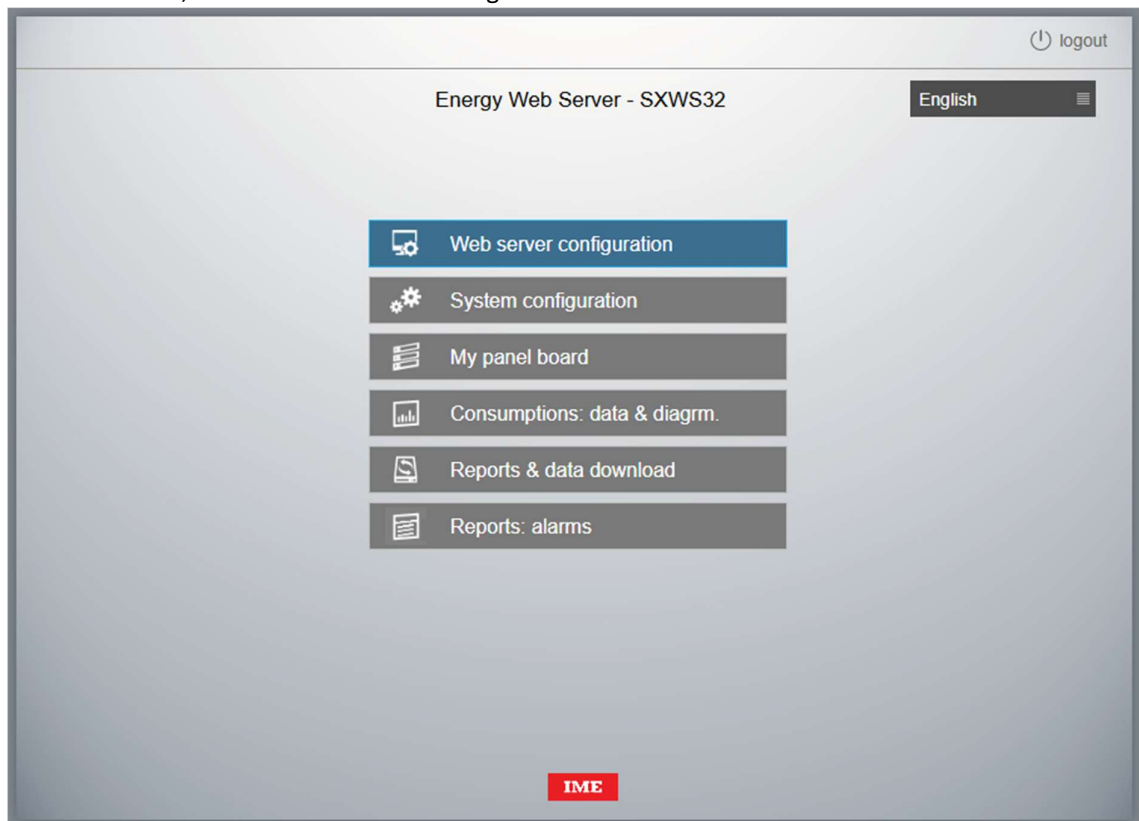 logout
Energy Web Server - SXWS32
English
Web server configuration
System configuration
My panel board
Consumptions: data & diagrm.
Reports & data download
Reports: alarms
IME